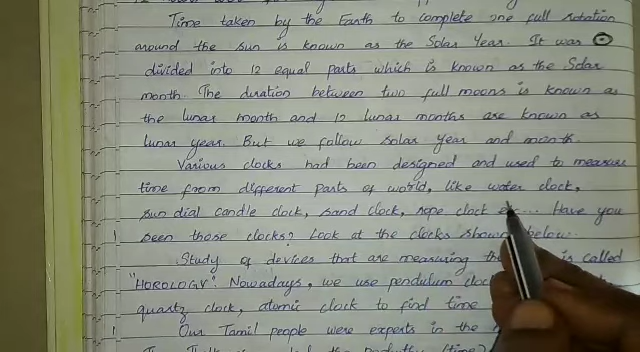 Time taken by the Earth to complete one full rotation
around the sun is known as the Solar Year. It was
divided into 12 equal parts which is known as the Solar
month. The duration between two full moons is known as
the lunar month and 12 lunar months are known as
lunar year. But we follow solar year and month.
Various clocks had been designed and used to measure
time from different parts of world, like water clock,
sun dial candle clock, sand clock, rope clock etc... Have you
seen those clocks? Look at the clocks shown below.
Study of devices that are measuring is called
"HOROLOGY". Nowadays, we use pendulum
quartz clock, atomic clock to find time
Our Tamil people were experts in the